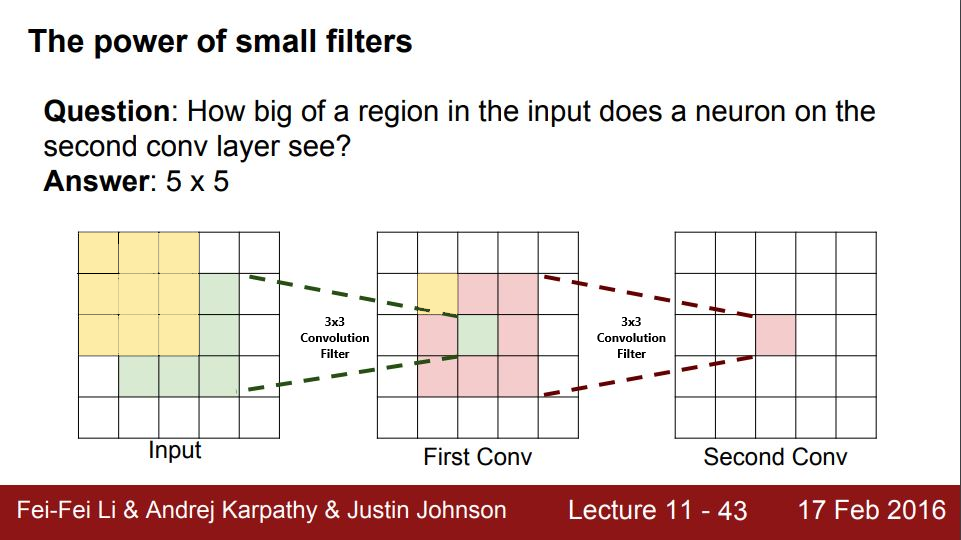 The power of small filters
Question: How big of a region in the input does a neuron on the
second conv layer see?
Answer: 5 x 5
3x3
Convolution
Filter
3x3
Convolution
Filter
Input
First Conv
Second Conv
Fei-Fei Li & Andrej Karpathy & Justin Johnson
Lecture 11 - 43
17 Feb 2016